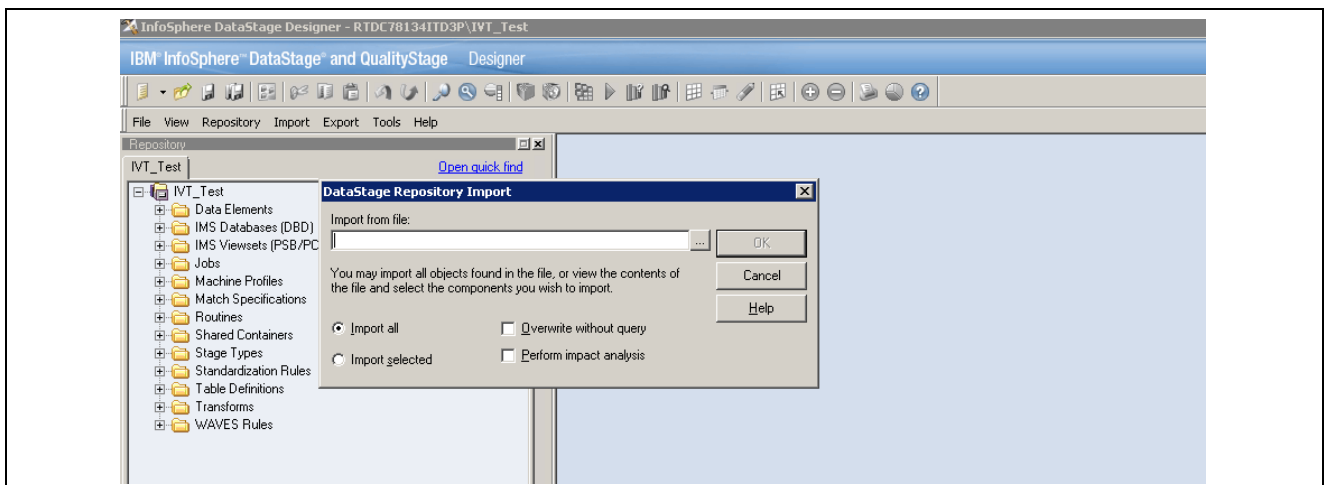 InfoSphere DataStage Designer - RTDC78134ITD3P\IVT_Test
IBM® InfoSphere™ DataStage® and QualityStage Designer
File View Repository Import Export Tools Help
Repository
IVT_Test Open quick find
IVT_Test
Data Elements
IMS Databases (DBD)
IMS Viewsets (PSB/PC
Jobs
Machine Profiles
Match Specifications
Routines
Shared Containers
Stage Types
Standardization Rules
Table Definitions
Transforms
WAVES Rules
DataStage Repository Import
Import from file:
...
OK
You may import all objects found in the file, or view the contents of
the file and select the components you wish to import.
Cancel
Help
Import all Overwrite without query
Import selected Perform impact analysis